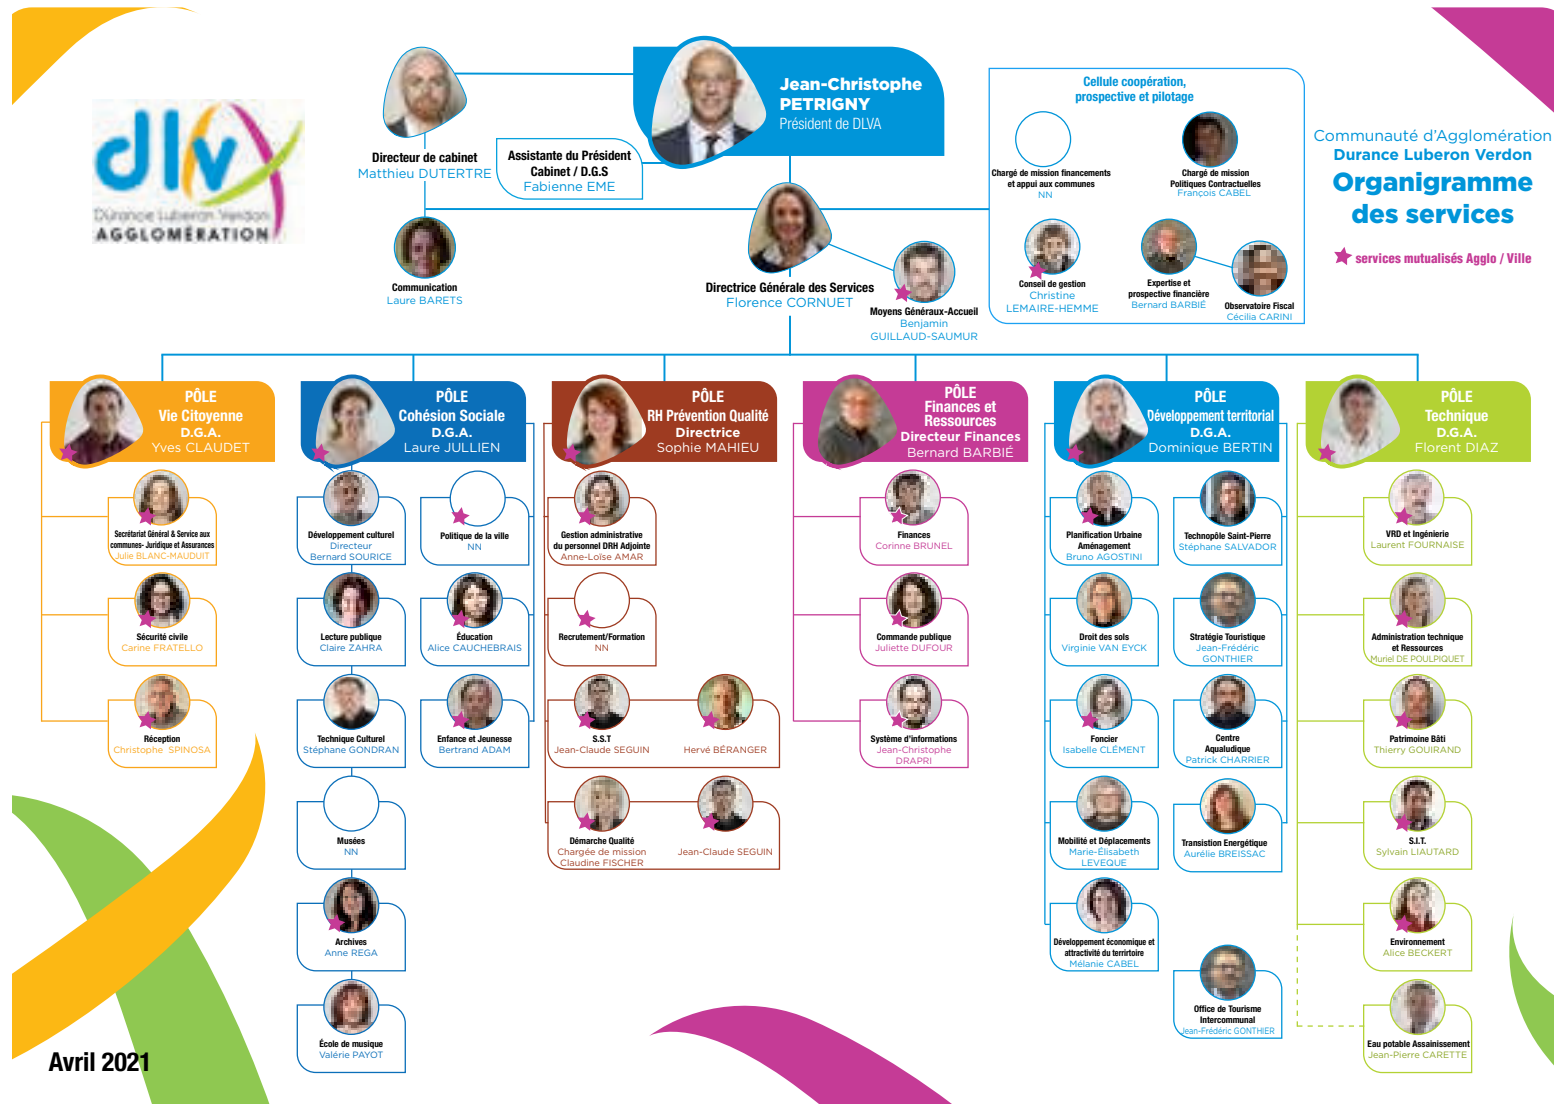 dlv
Durance Luberon Verdon
AGGLOMÉRATION
Jean-Christophe
PETRIGNY
Président de DLVA
Directeur de cabinet
Matthieu DUTERTRE
Assistante du Président
Cabinet / D.G.S
Fabienne EME
Communication
Laure BARETS
Directrice Générale des Services
Florence CORNUET
Moyens Généraux-Accueil
Benjamin
GUILLAUD-SAUMUR
Cellule coopération,
prospective et pilotage
Chargé de mission financements
et appui aux communes
NN
Chargé de mission
Politiques Contractuelles
François CABEL
Conseil de gestion
Christine
LEMAIRE-HEMME
Expertise et
prospective financière
Bernard BARBIÉ
Observatoire Fiscal
Cécilia CARINI
Communauté d'Agglomération
Durance Luberon Verdon
Organigramme
des services
services mutualisés Agglo / Ville
PÔLE
Vie Citoyenne
D.G.A.
Yves CLAUDET
Secrétariat Général & Service aux
communes- Juridique et Assurances
Julie BLANC-MAUDUIT
Sécurité civile
Carine FRATELLO
Réception
Christophe SPINOSA
PÔLE
Cohésion Sociale
D.G.A.
Laure JULLIEN
Développement culturel
Directeur
Bernard SOURICE
Politique de la ville
NN
Lecture publique
Claire ZAHRA
Éducation
Alice CAUCHEBRAIS
Technique Culturel
Stéphane GONDRAN
Enfance et Jeunesse
Bertrand ADAM
Musées
NN
Archives
Anne REGA
École de musique
Valérie PAYOT
PÔLE
RH Prévention Qualité
Directrice
Sophie MAHIEU
Gestion administrative
du personnel DRH Adjointe
Anne-Loïse AMAR
Recrutement/Formation
NN
S.S.T
Jean-Claude SEGUIN
Hervé BÉRANGER
Démarche Qualité
Chargée de mission
Claudine FISCHER
Jean-Claude SEGUIN
PÔLE
Finances et
Ressources
Directeur Finances
Bernard BARBIÉ
Finances
Corinne BRUNEL
Commande publique
Juliette DUFOUR
Système d'informations
Jean-Christophe
DRAPRI
PÔLE
Développement territorial
D.G.A.
Dominique BERTIN
Planification Urbaine
Aménagement
Bruno AGOSTINI
Technopôle Saint-Pierre
Stéphane SALVADOR
Droit des sols
Virginie VAN EYCK
Stratégie Touristique
Jean-Frédéric
GONTHIER
Foncier
Isabelle CLÉMENT
Centre
Aqualudique
Patrick CHARRIER
Mobilité et Déplacements
Marie-Élisabeth
LEVEQUE
Transistion Energétique
Aurélie BREISSAC
Développement économique et
attractivité du terrirtoire
Mélanie CABEL
Office de Tourisme
Intercommunal
Jean-Frédéric GONTHIER
PÔLE
Technique
D.G.A.
Florent DIAZ
VRD et Ingénierie
Laurent FOURNAISE
Administration technique
et Ressources
Muriel DE POULPIQUET
Patrimoine Bâti
Thierry GOUIRAND
S.I.T.
Sylvain LIAUTARD
Environnement
Alice BECKERT
Eau potable Assainissement
Jean-Pierre CARETTE
Avril 2021